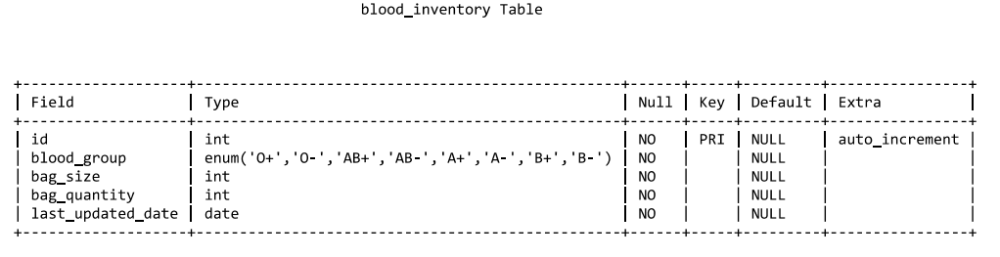 blood_inventory Table
+-------------------+--------------------------------------------------+------+-----+---------+----------------+
| Field             | Type                                             | Null | Key | Default | Extra          |
+-------------------+--------------------------------------------------+------+-----+---------+----------------+
| id                | int                                              | NO   | PRI | NULL    | auto_increment |
| blood_group       | enum('O+','O-','AB+','AB-','A+','A-','B+','B-') | NO   |     | NULL    |                |
| bag_size          | int                                              | NO   |     | NULL    |                |
| bag_quantity      | int                                              | NO   |     | NULL    |                |
| last_updated_date | date                                             | NO   |     | NULL    |                |
+-------------------+--------------------------------------------------+------+-----+---------+----------------+